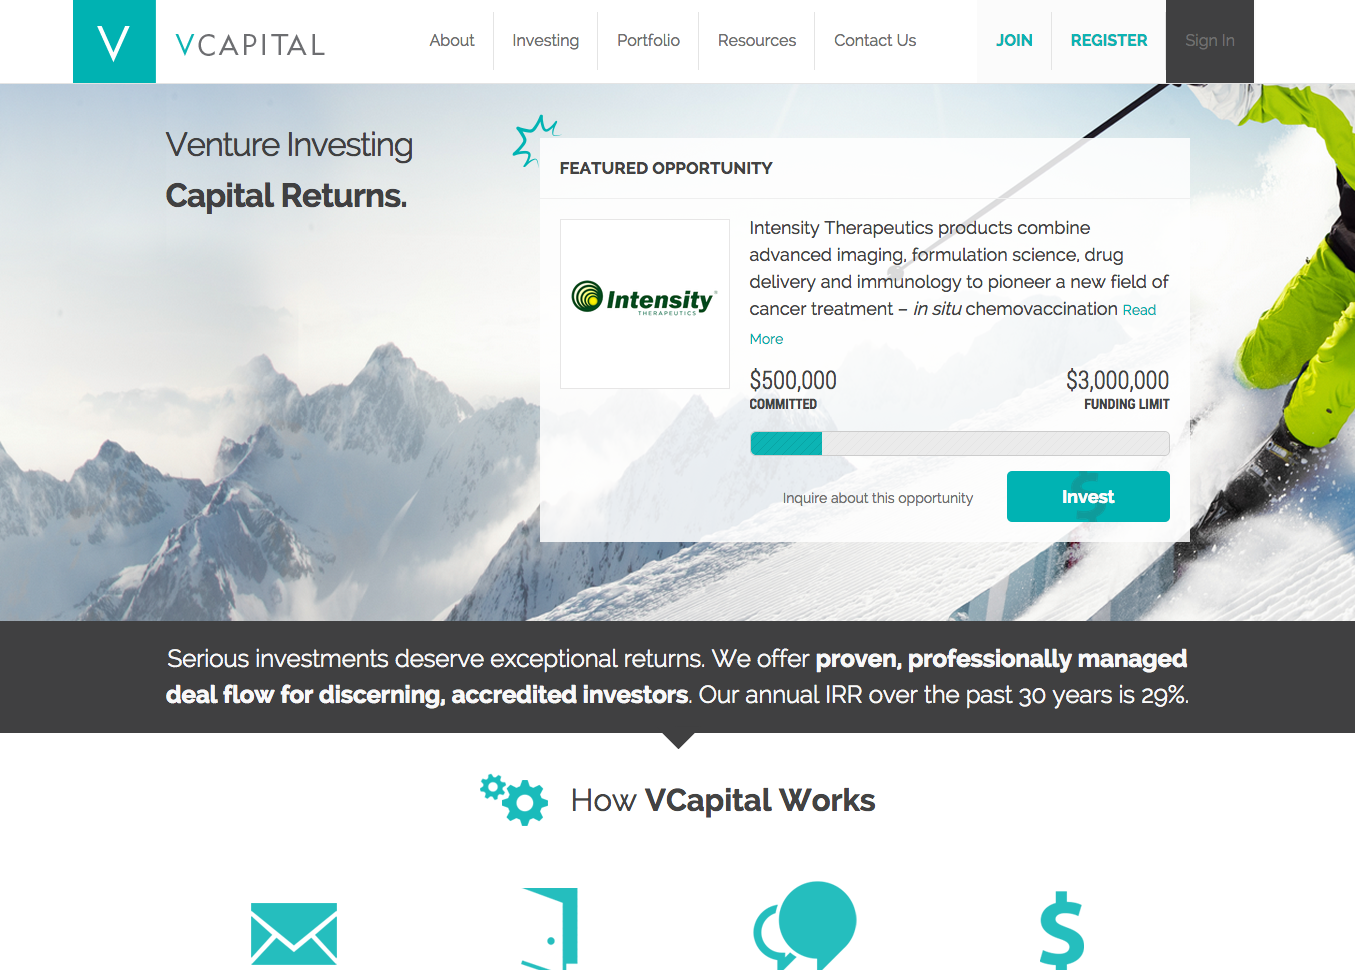 V
VCAPITAL
About
Investing
Portfolio
Resources
Contact Us
JOIN
REGISTER
Sign In
Venture Investing
Capital Returns.
FEATURED OPPORTUNITY
Intensity
THERAPEUTICS
Intensity Therapeutics products combine
advanced imaging, formulation science, drug
delivery and immunology to pioneer a new field of
cancer treatment – in situ chemovaccination Read
More
$500,000
COMMITTED
$3,000,000
FUNDING LIMIT
Inquire about this opportunity
$
Invest
Serious investments deserve exceptional returns. We offer proven, professionally managed
deal flow for discerning, accredited investors. Our annual IRR over the past 30 years is 29%.
How VCapital Works
$